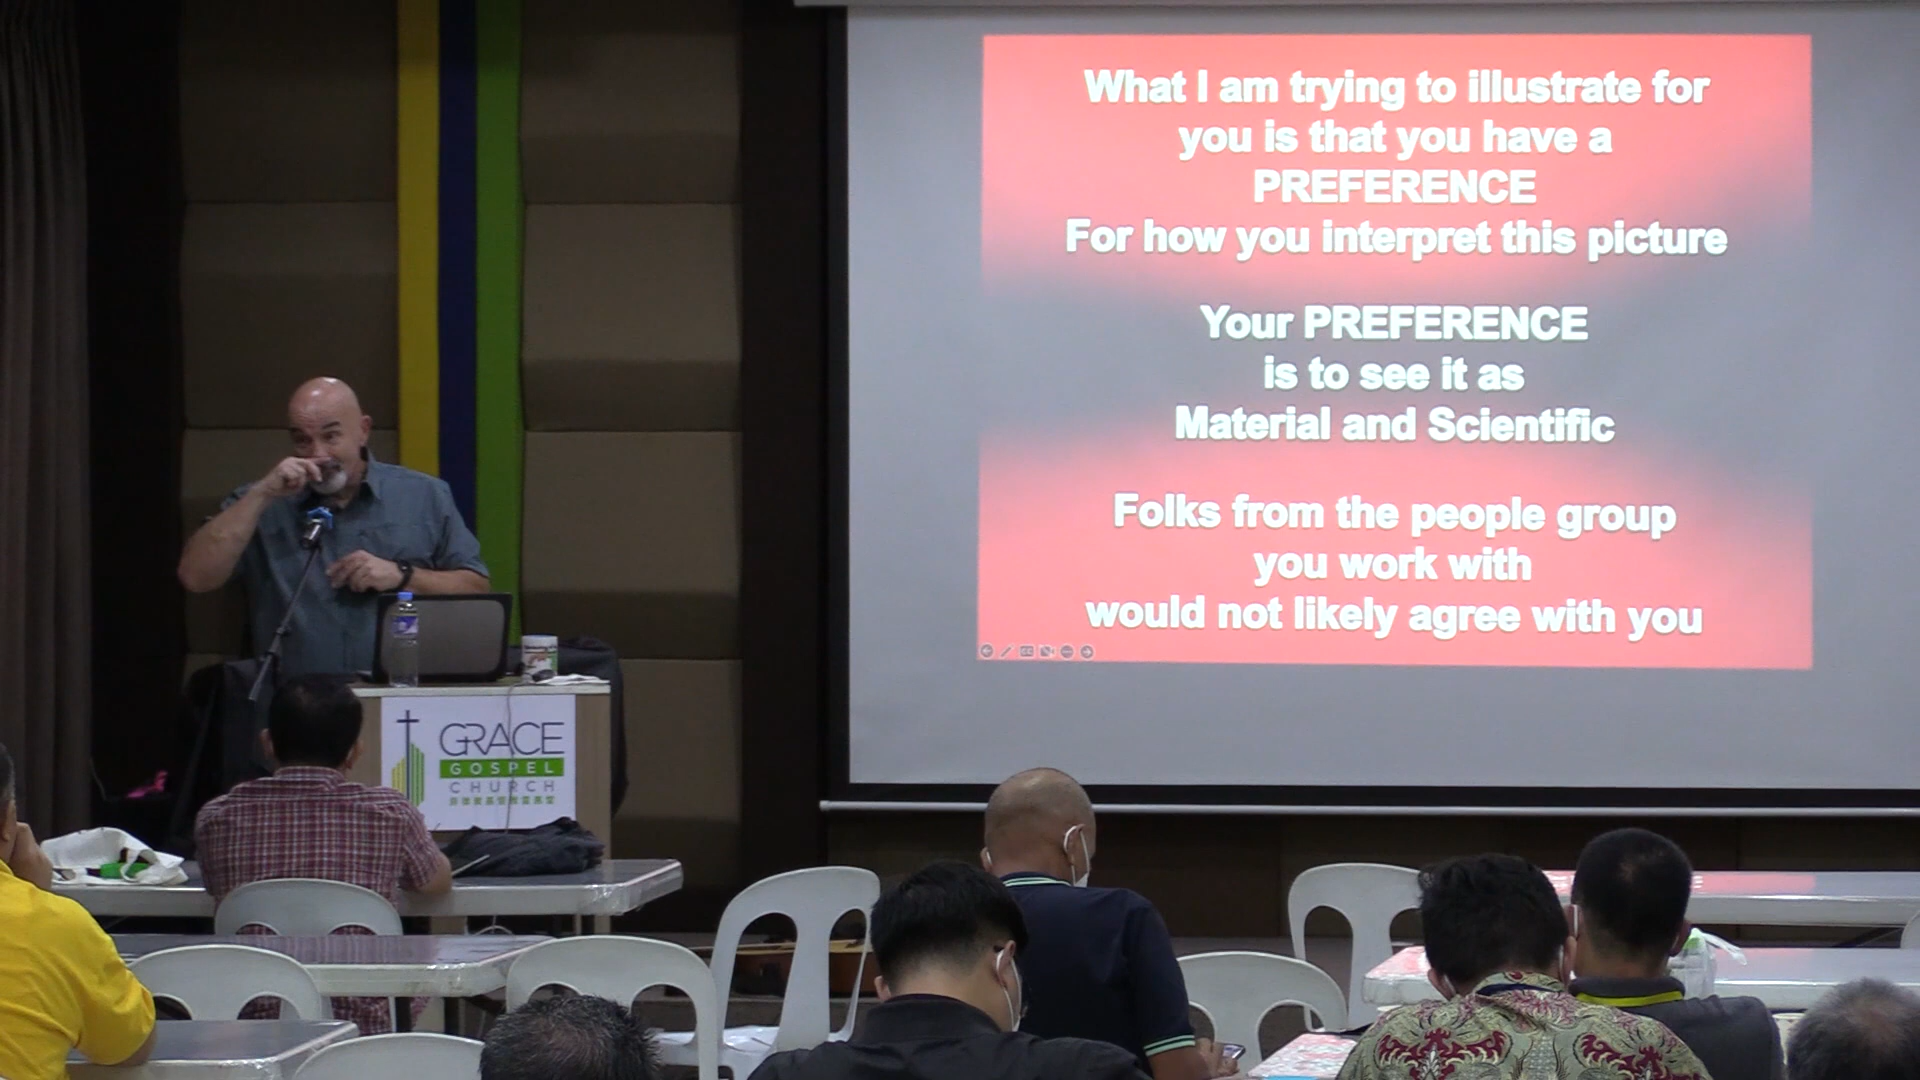 What I am trying to illustrate for
you is that you have a
PREFERENCE
For how you interpret this picture
Your PREFERENCE
is to see it as
Material and Scientific
Folks from the people group
you work with
would not likely agree with you
GRACE
GOSPEL
CHURCH